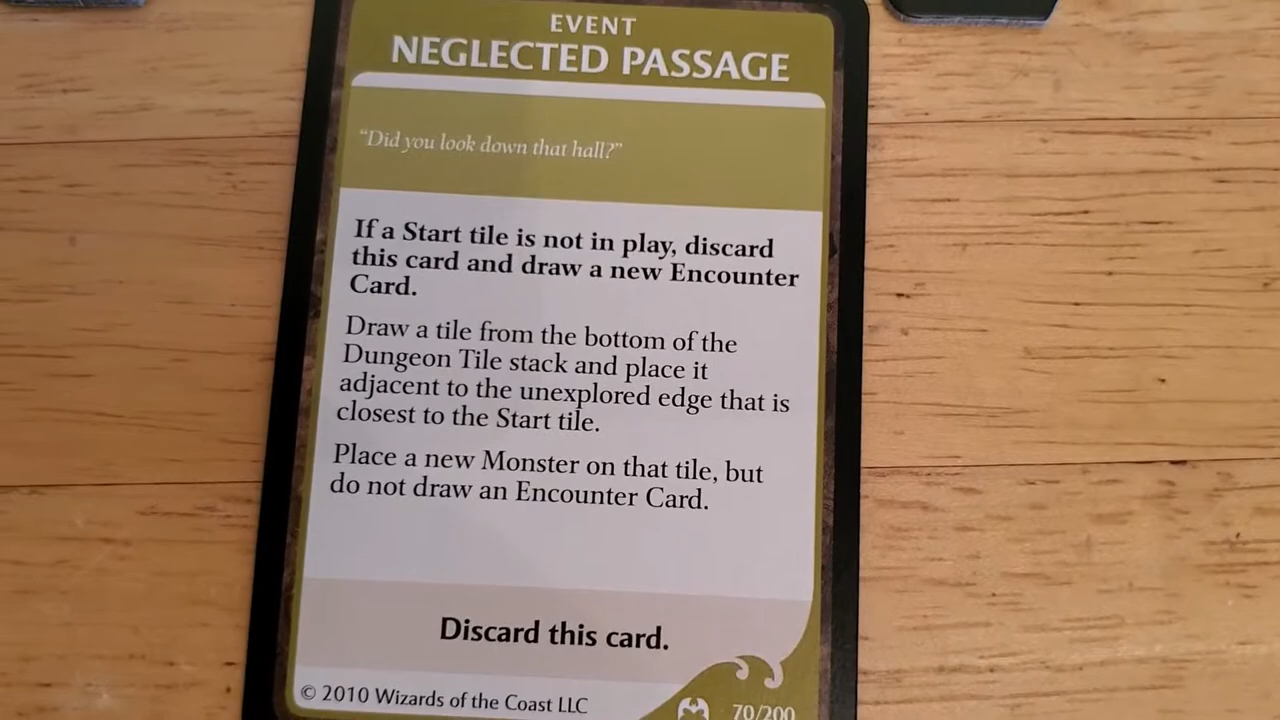 EVENT
NEGLECTED PASSAGE
“Did you look down that hall?”
If a Start tile is not in play, discard
this card and draw a new Encounter
Card.
Draw a tile from the bottom of the
Dungeon Tile stack and place it
adjacent to the unexplored edge that is
closest to the Start tile.
Place a new Monster on that tile, but
do not draw an Encounter Card.
Discard this card.
© 2010 Wizards of the Coast LLC
70/200